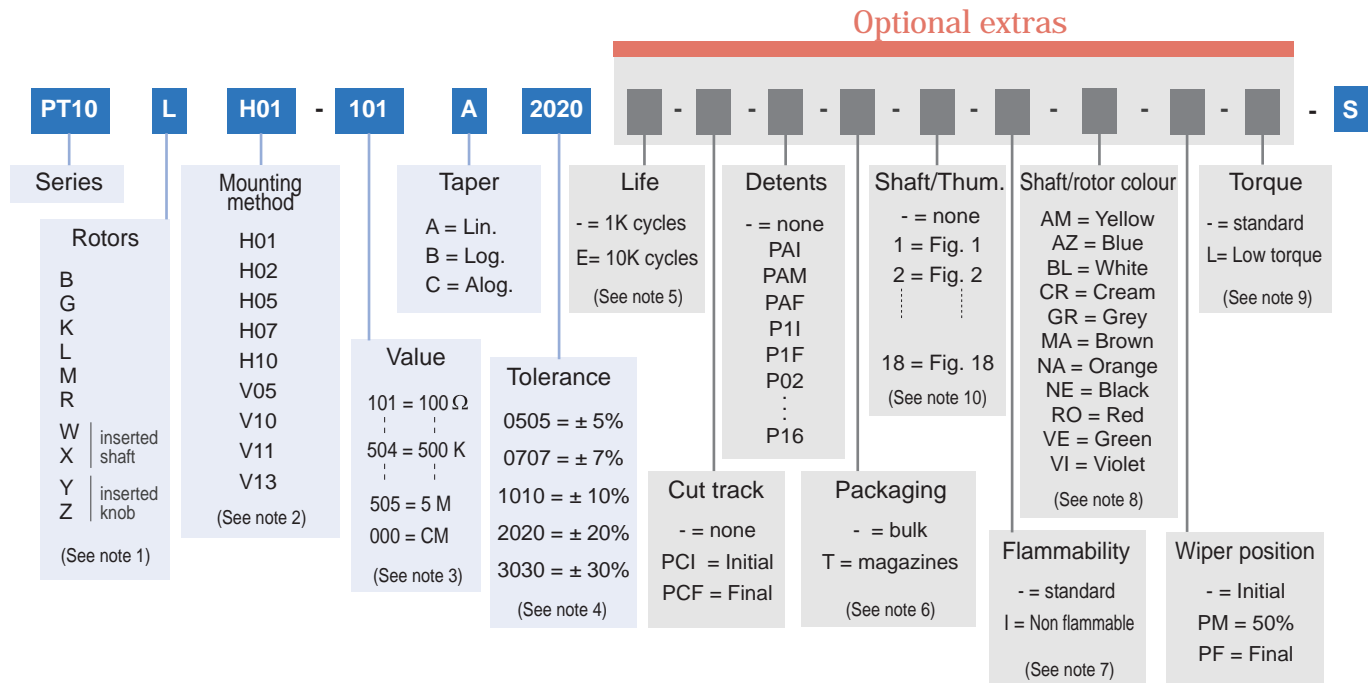 Optional extras
PT10 L H01 - 101 A 2020 - - - - - - - - - S
Series
Rotors
B
G
K
L
M
R
W
X
inserted
shaft
Y
Z
inserted
knob
(See note 1)
Mounting
method
H01
H02
H05
H07
H10
V05
V10
V11
V13
(See note 2)
Value
101 = 100 Ω
504 = 500 K
505 = 5 M
000 = CM
(See note 3)
Taper
A = Lin.
B = Log.
C = Alog.
Tolerance
0505 = ± 5%
0707 = ± 7%
1010 = ± 10%
2020 = ± 20%
3030 = ± 30%
(See note 4)
Life
- = 1K cycles
E= 10K cycles
(See note 5)
Cut track
- = none
PCI = Initial
PCF = Final
Detents
- = none
PAI
PAM
PAF
P1I
P1F
P02
:
P16
Packaging
- = bulk
T = magazines
(See note 6)
Shaft/Thum.
- = none
1 = Fig. 1
2 = Fig. 2
18 = Fig. 18
(See note 10)
Flammability
- = standard
I = Non flammable
(See note 7)
Shaft/rotor colour
AM = Yellow
AZ = Blue
BL = White
CR = Cream
GR = Grey
MA = Brown
NA = Orange
NE = Black
RO = Red
VE = Green
VI = Violet
(See note 8)
Wiper position
- = Initial
PM = 50%
PF = Final
Torque
- = standard
L= Low torque
(See note 9)